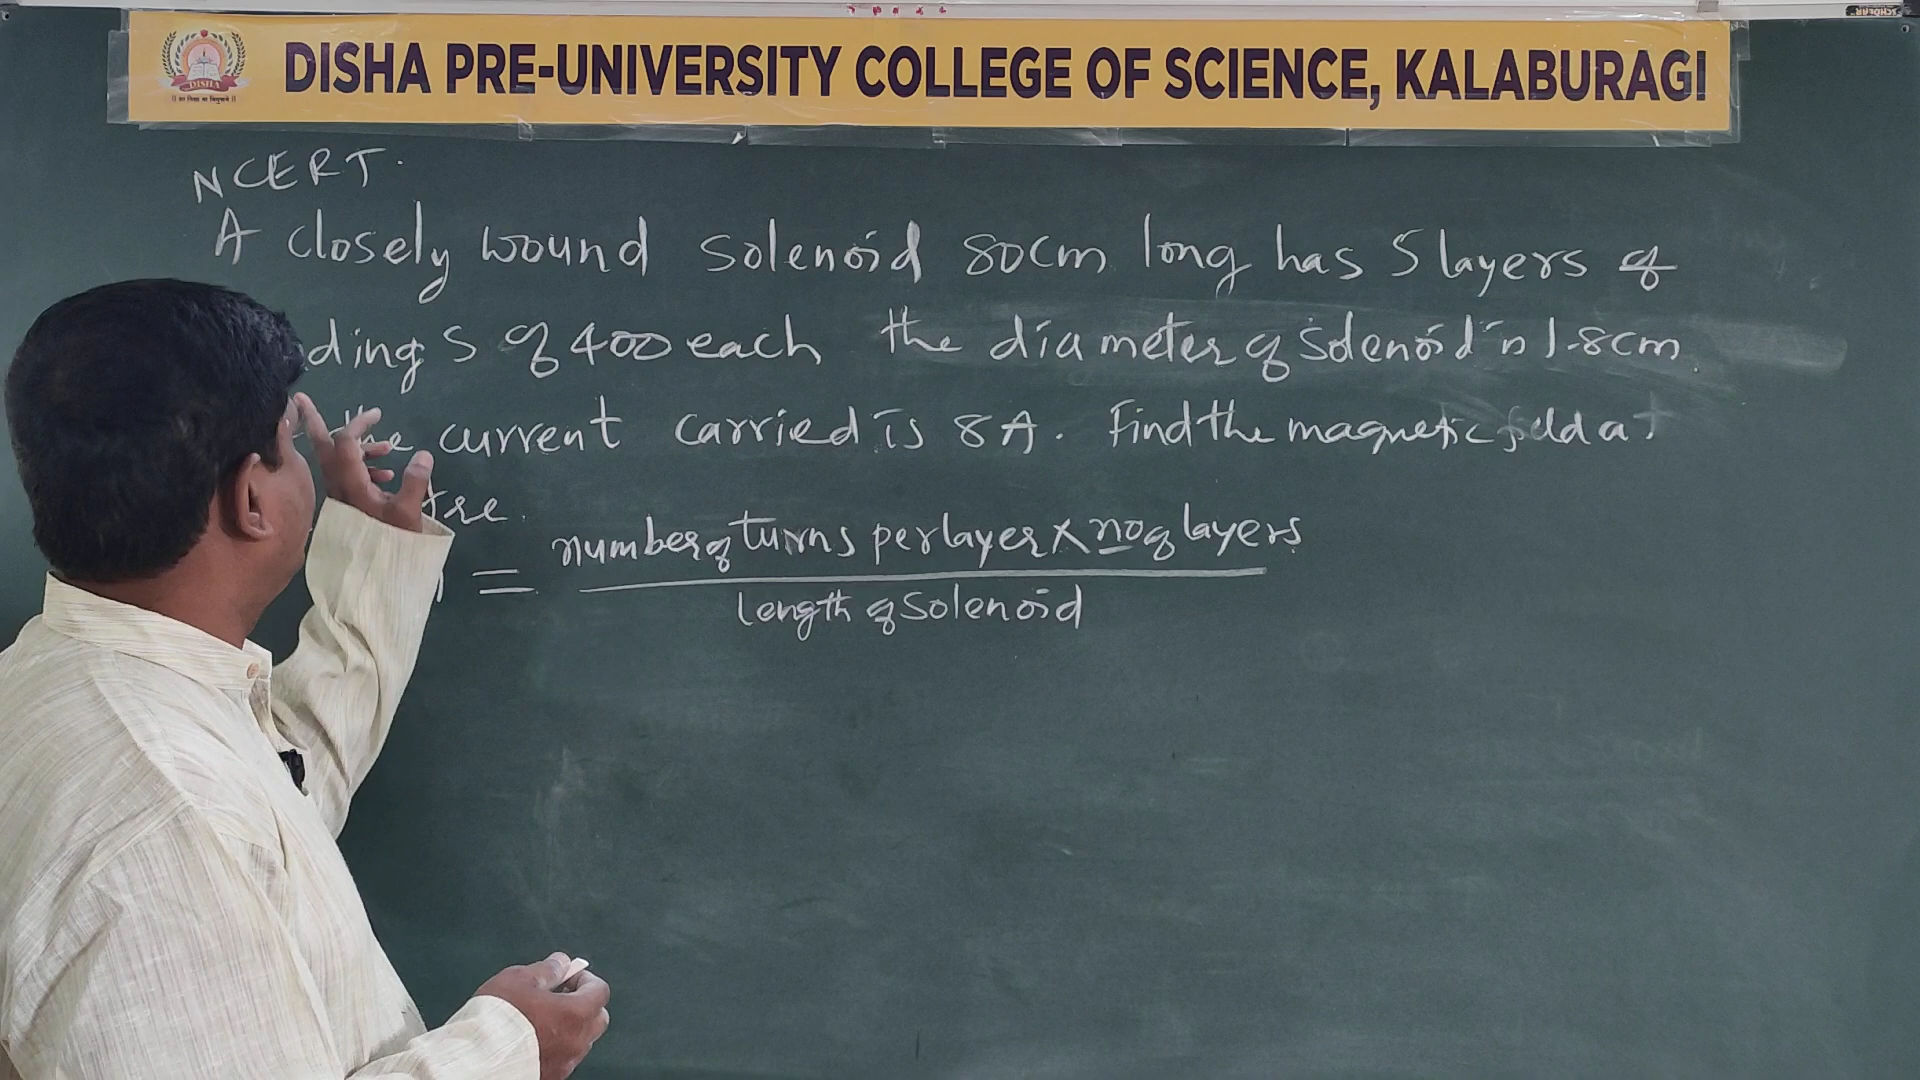 DISHA PRE-UNIVERSITY COLLEGE OF SCIENCE, KALABURAGI
DISHA
NCERT.
A closely wound solenoid 80cm long has 5 layers of
dings of 400 each the diameter of solenoid is 1.8cm
the current carried is 8A. Find the magnetic field at
tre.
= number of turns per layer × no of layers
length of solenoid